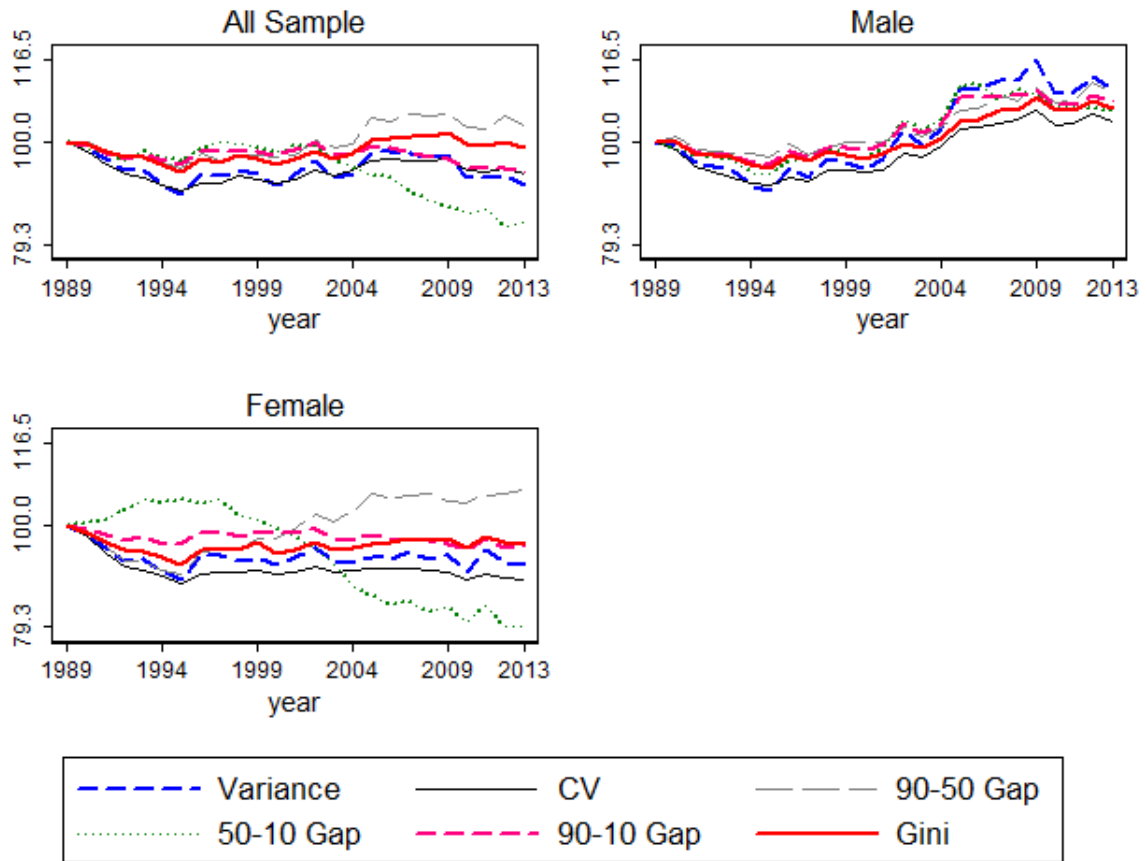 All Sample
116.5
100.0
79.3
1989 1994 1999 2004 2009 2013
year
Male
116.5
100.0
79.3
1989 1994 1999 2004 2009 2013
year
Female
116.5
100.0
79.3
1989 1994 1999 2004 2009 2013
year
Variance CV 90-50 Gap
50-10 Gap 90-10 Gap Gini